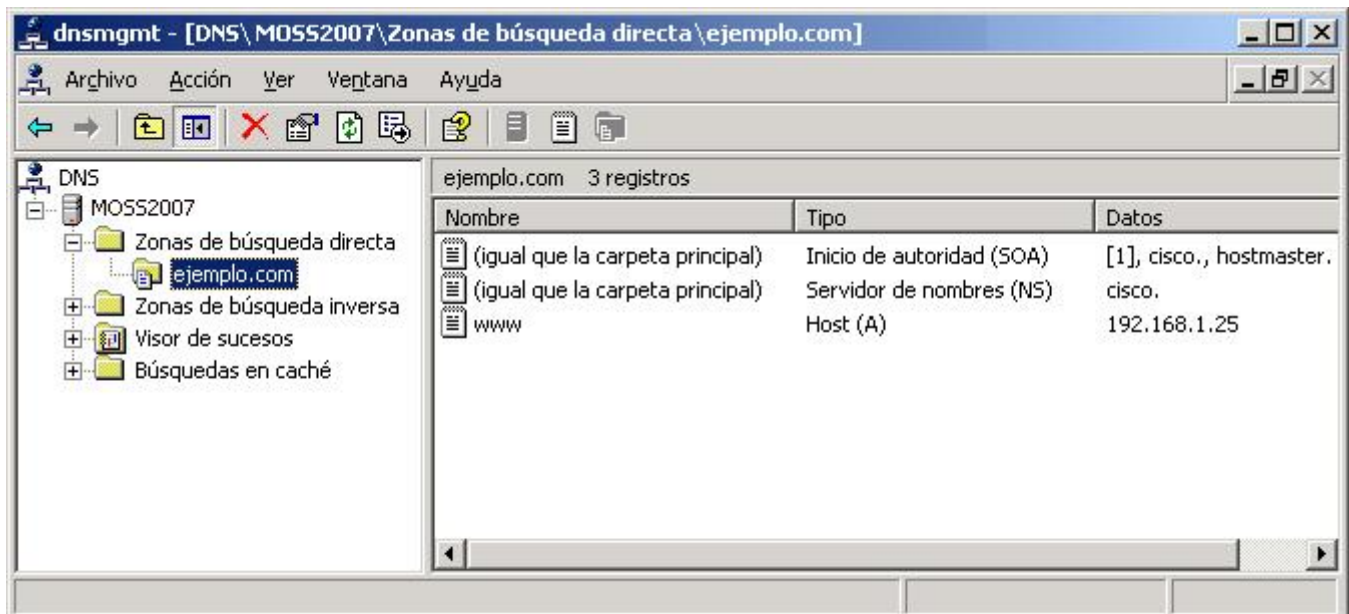 dnsmgmt - [DNS\MOSS2007\Zonas de búsqueda directa\ejemplo.com]
Archivo Acción Ver Ventana Ayuda
DNS
MOSS2007
Zonas de búsqueda directa
ejemplo.com
Zonas de búsqueda inversa
Visor de sucesos
Búsquedas en caché
ejemplo.com 3 registros
Nombre Tipo Datos
(igual que la carpeta principal) Inicio de autoridad (SOA) [1], cisco., hostmaster.
(igual que la carpeta principal) Servidor de nombres (NS) cisco.
www Host (A) 192.168.1.25